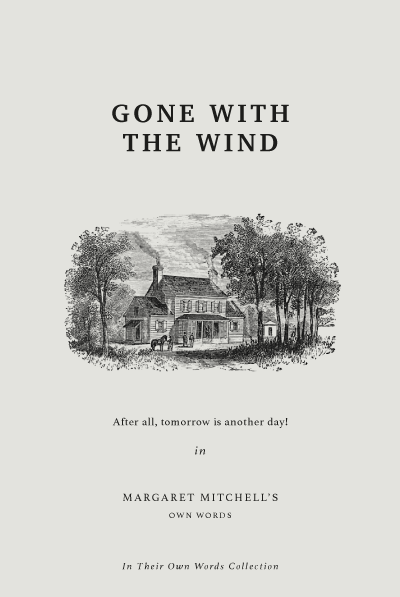 GONE WITH
THE WIND
After all, tomorrow is another day!
in
MARGARET MITCHELL'S
OWN WORDS
In Their Own Words Collection